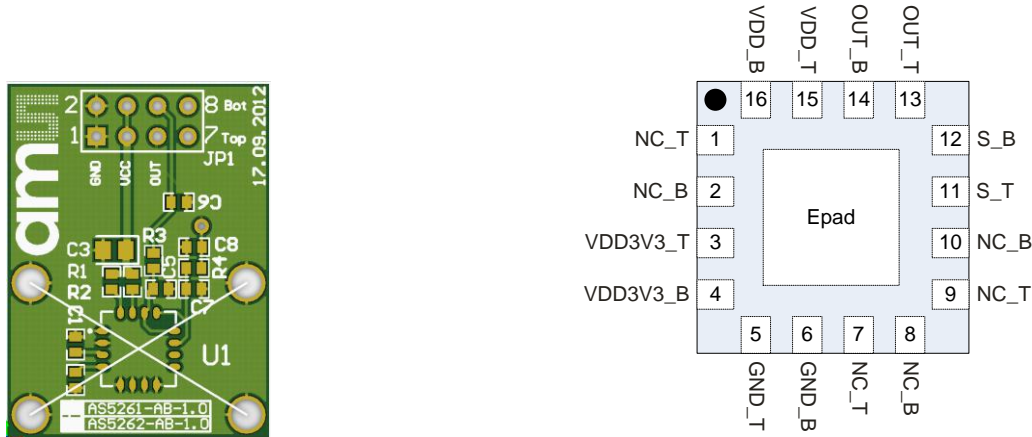 ams
17.09.2012
2 8 Bot
1 7 Top
JP1
GND VCC OUT
C6
C3 R3 C8
R1 C5 R4
R2 C7
C1
U1
AS5261-AB-1.0
AS5262-AB-1.0
VDD_B VDD_T OUT_B OUT_T
16 15 14 13
NC_T 1 12 S_B
NC_B 2 11 S_T
Epad
VDD3V3_T 3 10 NC_B
VDD3V3_B 4 9 NC_T
5 6 7 8
GND_T GND_B NC_T NC_B